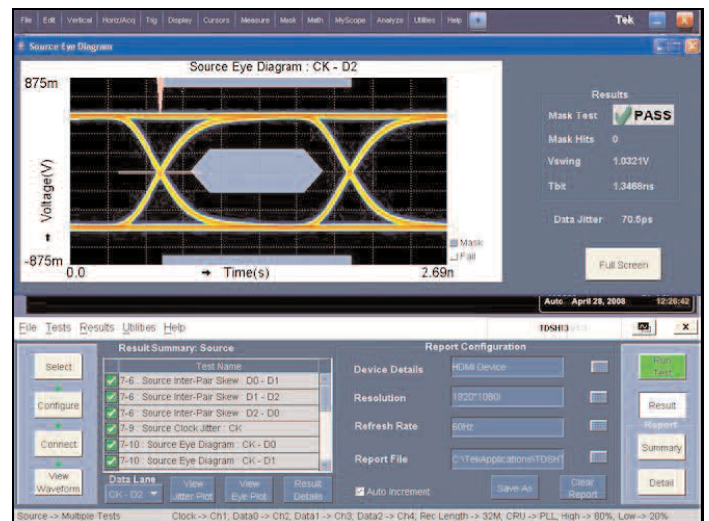 File Edit Vertical Horiz/Acq Trig Display Cursors Measure Mask Math MyScope Analyze Utilities Help Tek
Source Eye Diagram
Source Eye Diagram : CK - D2
875m
Voltage(V)
-875m
0.0
Time(s)
2.69n
Mask
Fail
Results
Mask Test PASS
Mask Hits 0
Vswing 1.0321V
Tbit 1.3468ns
Data Jitter 70.5ps
Full Screen
Auto April 28, 2008 12:26:42
File Tests Results Utilities Help TDSHT3
Select
Configure
Connect
View Waveform
Result Summary: Source
Test Name
7-6 : Source Inter-Pair Skew : D0 - D1
7-6 : Source Inter-Pair Skew : D1 - D2
7-6 : Source Inter-Pair Skew : D2 - D0
7-9 : Source Clock Jitter : CK
7-10 : Source Eye Diagram : CK - D0
7-10 : Source Eye Diagram : CK - D1
Data Lane
CK - D2
View Jitter Plot
View Eye Plot
Result Details
Report Configuration
Device Details HDMI Device
Resolution 1920*1080i
Refresh Rate 60Hz
Report File C:\TekApplications\TDSHT
Auto Increment
Save As
Clear Report
Run Test
Result
Report
Summary
Detail
Source -> Multiple Tests Clock -> Ch1, Data0 -> Ch2, Data1 -> Ch3, Data2 -> Ch4, Rec Length -> 32M, CRU -> PLL, High -> 80%, Low -> 20%